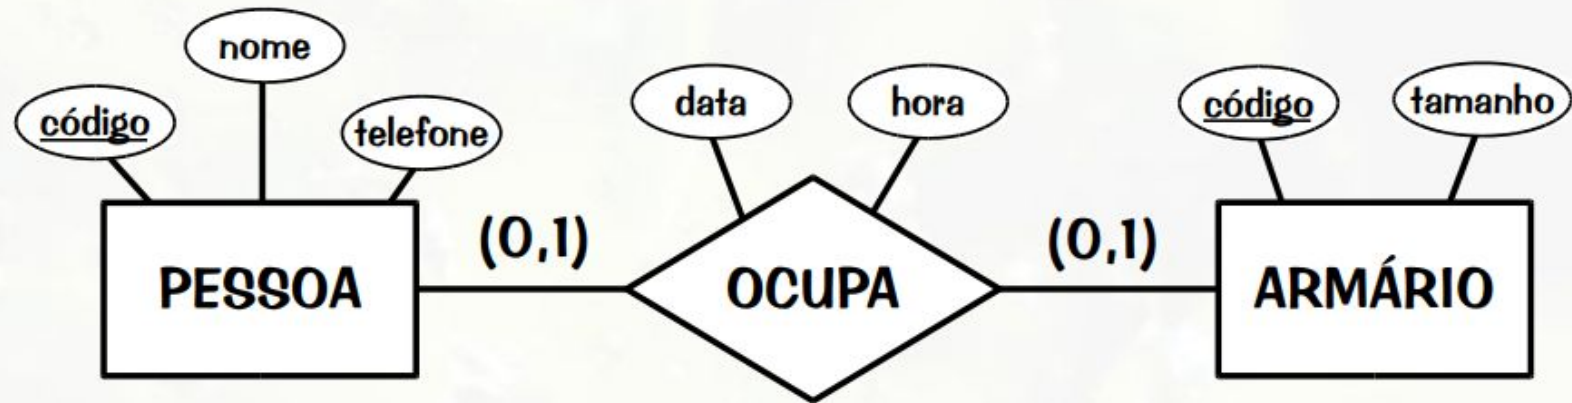 nome
código
telefone
data
hora
código
tamanho
(0,1)
(0,1)
PESSOA
OCUPA
ARMÁRIO